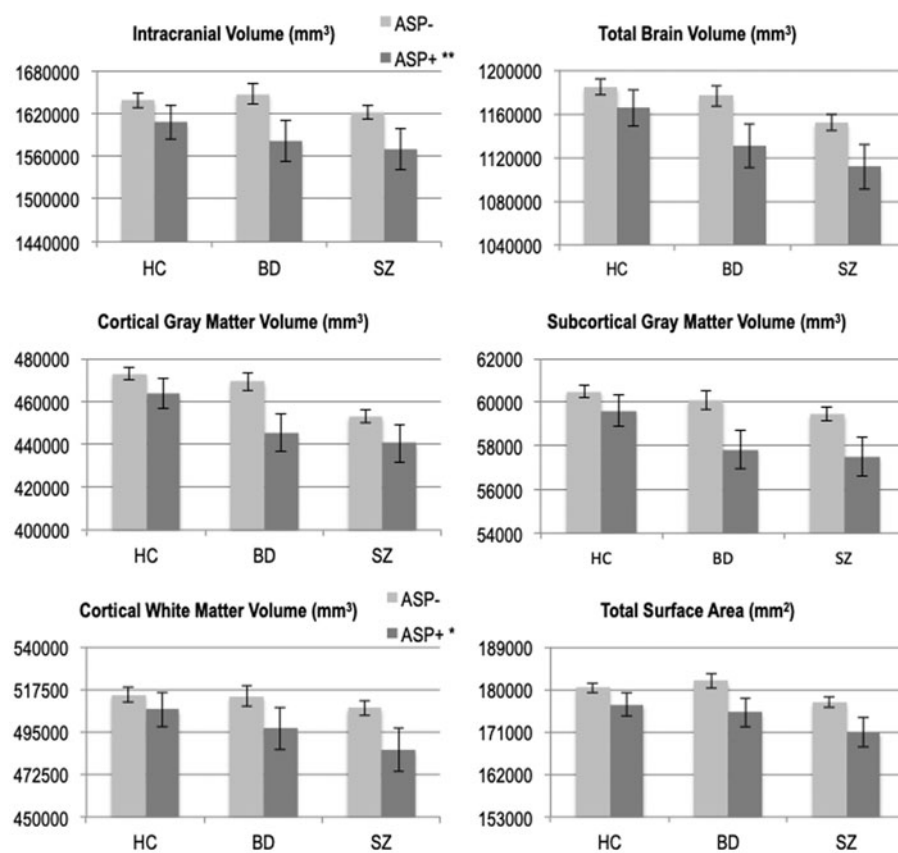 Intracranial Volume (mm³)
ASP-
ASP+ **
1680000
1620000
1560000
1500000
1440000
HC BD SZ
Total Brain Volume (mm³)
1200000
1160000
1120000
1080000
1040000
HC BD SZ
Cortical Gray Matter Volume (mm³)
480000
460000
440000
420000
400000
HC BD SZ
Subcortical Gray Matter Volume (mm³)
62000
60000
58000
56000
54000
HC BD SZ
Cortical White Matter Volume (mm³)
ASP-
ASP+ *
540000
517500
495000
472500
450000
HC BD SZ
Total Surface Area (mm²)
189000
180000
171000
162000
153000
HC BD SZ